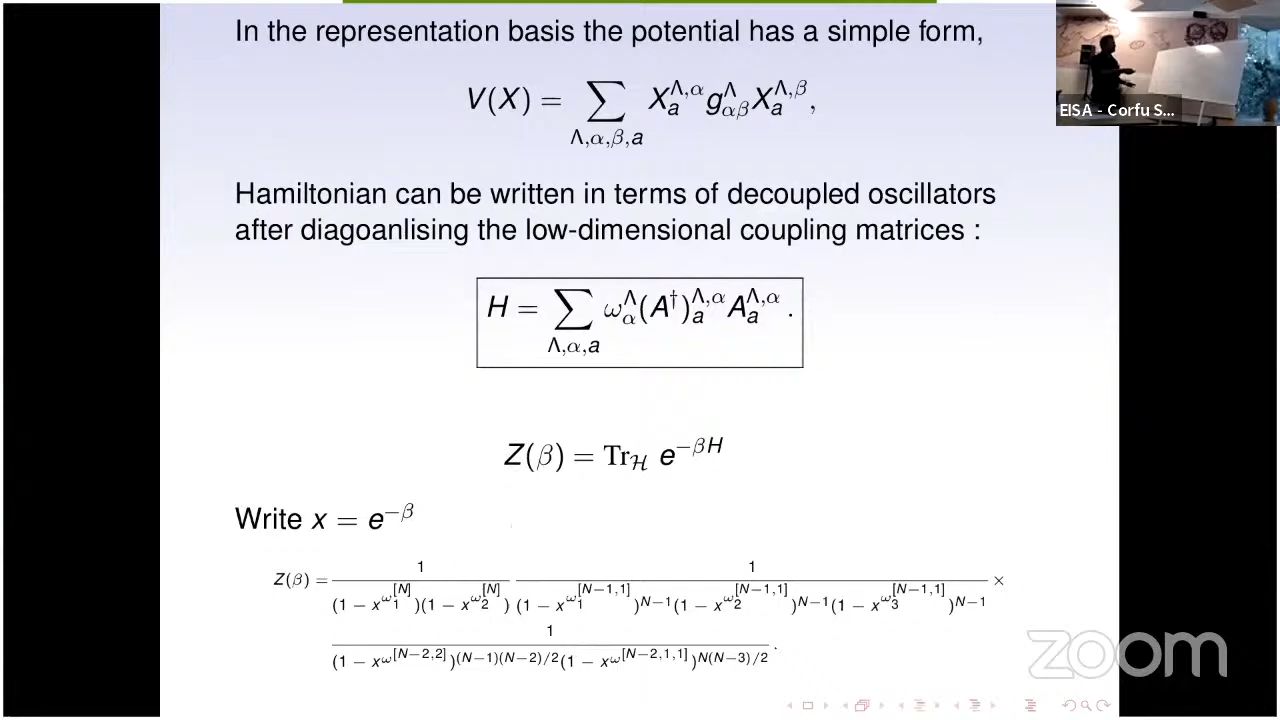 In the representation basis the potential has a simple form,
V(X) = ∑_{Λ,α,β,a} X_a^{Λ,α} g_{αβ}^Λ X_a^{Λ,β},
EISA - Corfu S...
Hamiltonian can be written in terms of decoupled oscillators
after diagoanlising the low-dimensional coupling matrices :
H = ∑_{Λ,α,a} ω_α^Λ (A^†)_a^{Λ,α} A_a^{Λ,α} .
Z(β) = Tr_ℋ e^{−βH}
Write x = e^{−β}
Z(β) = 1/((1 − x^{ω_1^{[N]}})(1 − x^{ω_2^{[N]}})) 1/((1 − x^{ω_1^{[N−1,1]}})^{N−1}(1 − x^{ω_2^{[N−1,1]}})^{N−1}(1 − x^{ω_3^{[N−1,1]}})^{N−1}) ×
1/((1 − x^{ω^{[N−2,2]}})^{(N−1)(N−2)/2}(1 − x^{ω^{[N−2,1,1]}})^{N(N−3)/2}) .
zoom